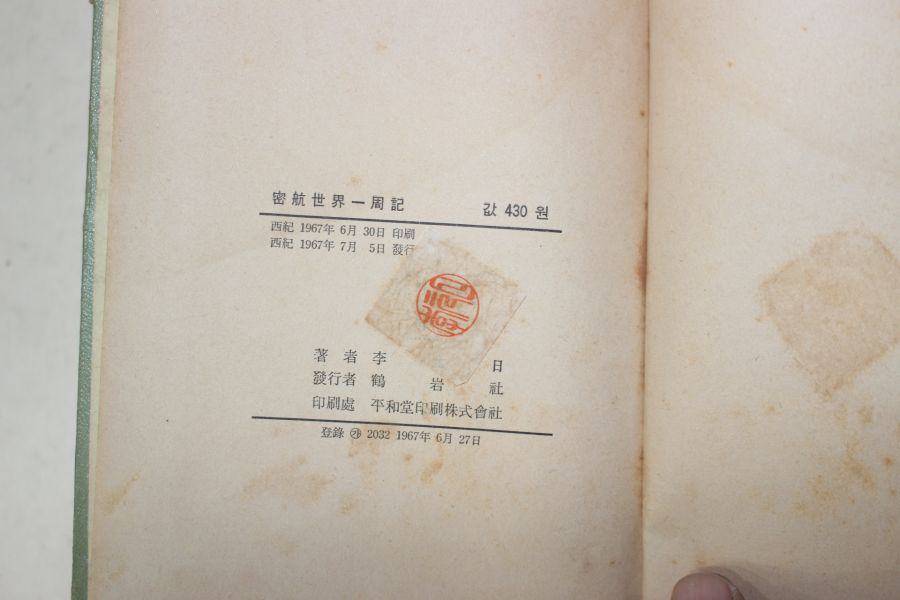 密航世界一周記 값 430 원
西紀 1967年 6月 30日 印刷
西紀 1967年 7月 5日 發行
著者 李 日
發行者 鶴岩社
印刷處 平和堂印刷株式會社
登錄 ㉮ 2032 1967年 6月 27日